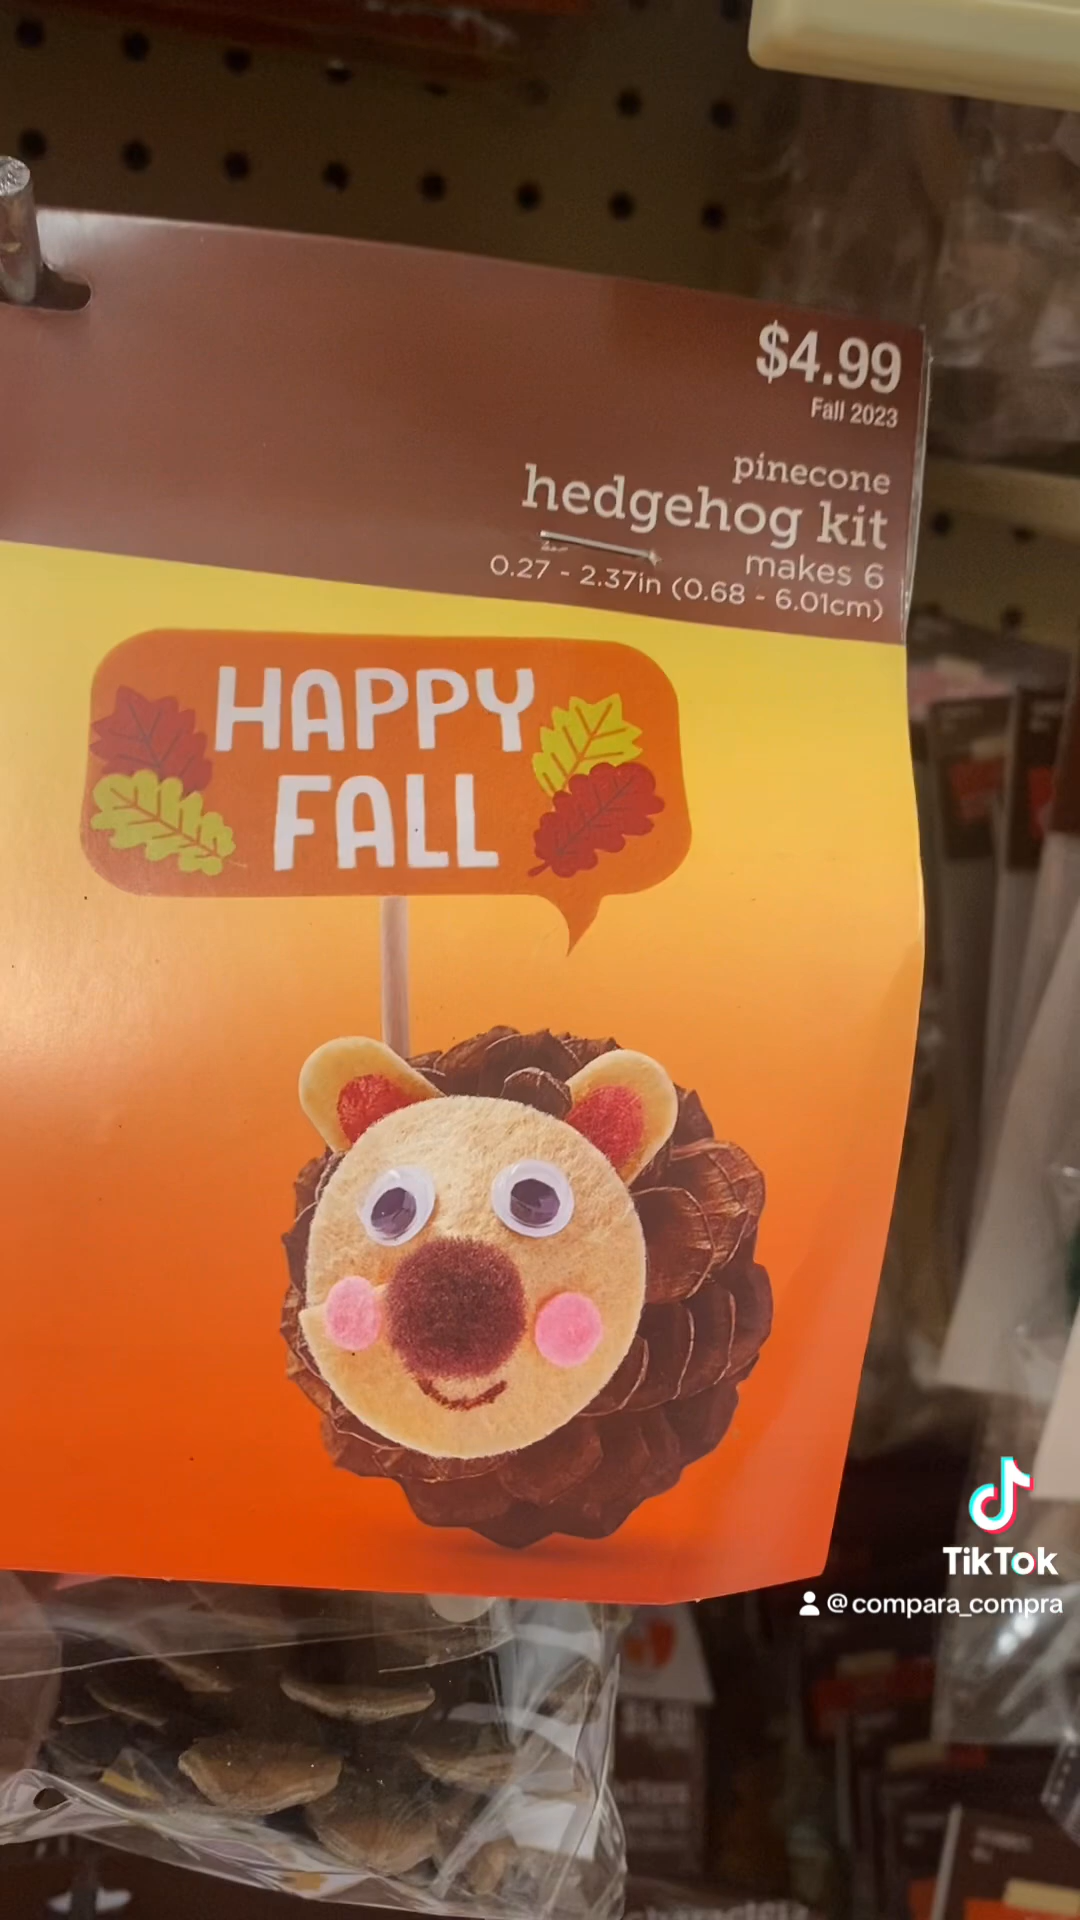 $4.99
Fall 2023
pinecone
hedgehog kit
makes 6
0.27 - 2.37in (0.68 - 6.01cm)
HAPPY
FALL
TikTok
@compara_compra